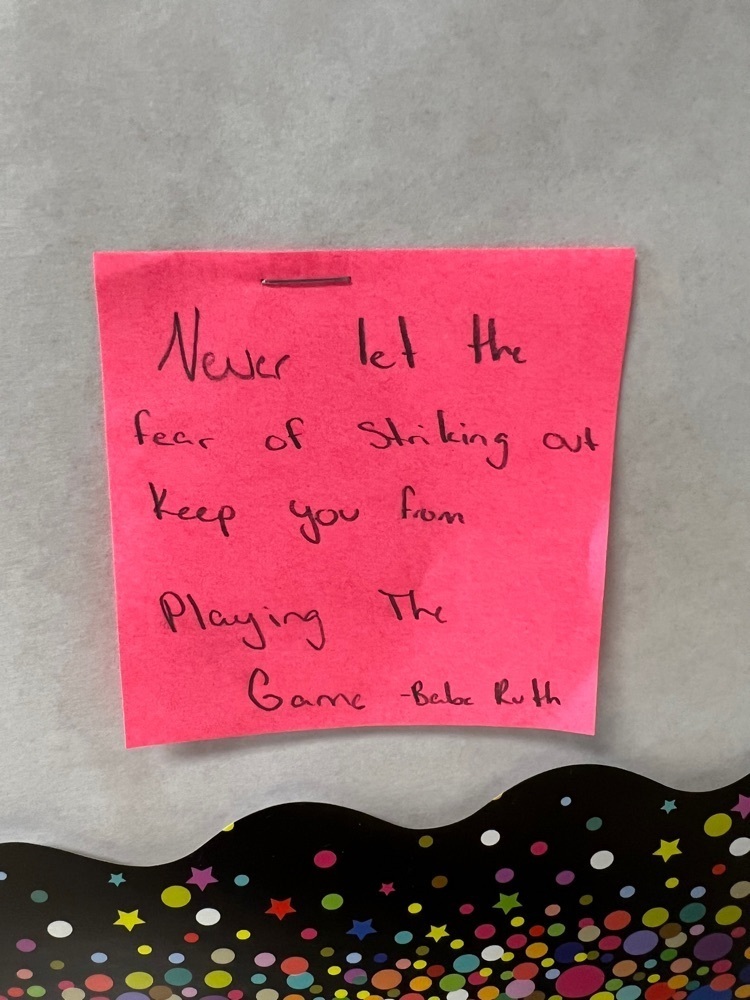 Never let the
fear of striking out
Keep you from
Playing The
Game -Babe Ruth